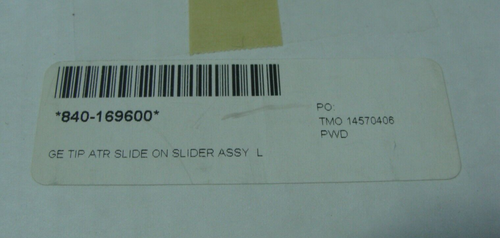 *840-169600*
PO:
TMO 14570406
PWD
GE TIP ATR SLIDE ON SLIDER ASSY L